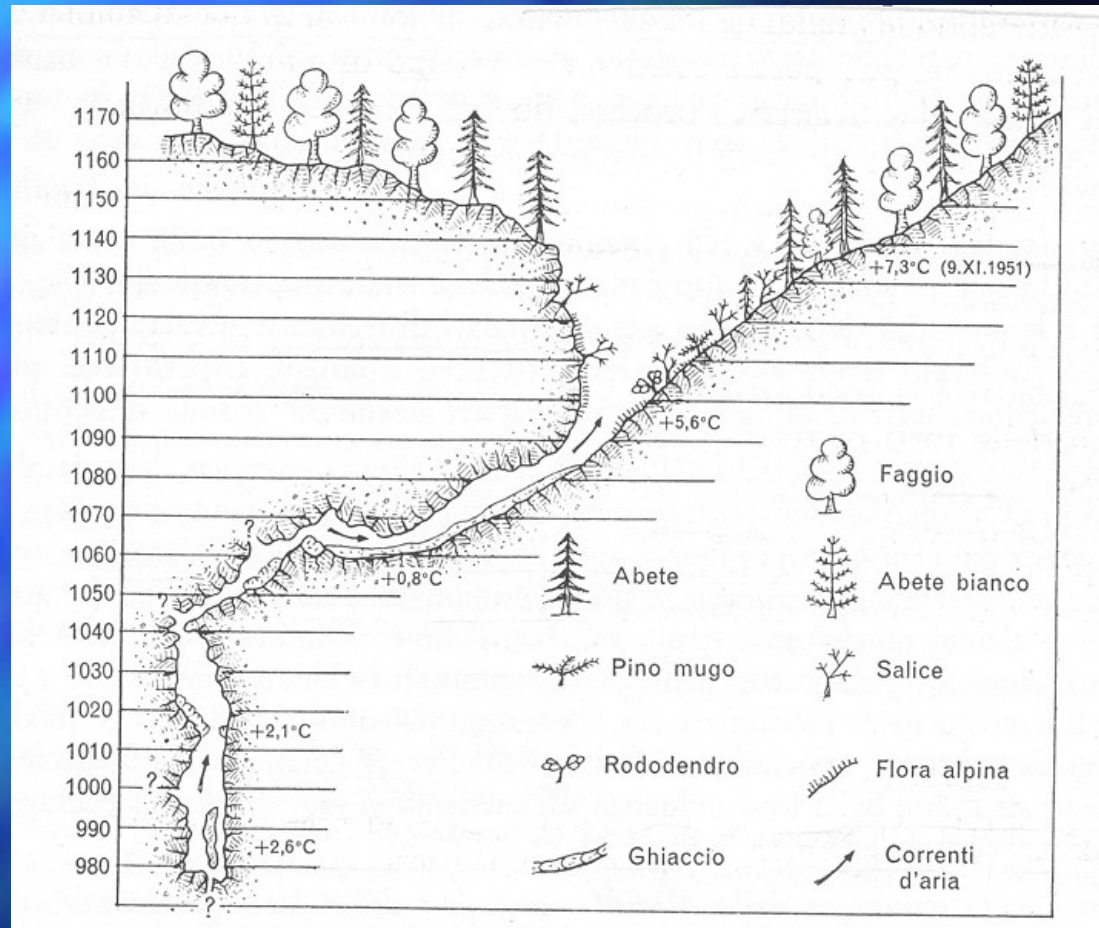 1170
1160
1150
1140
1130
1120
1110
1100
1090
1080
1070
1060
1050
1040
1030
1020
1010
1000
990
980
+7,3°C (9.XI.1951)
+5,6°C
+0,8°C
+2,1°C
+2,6°C
?
?
?
?
Faggio
Abete
Abete bianco
Pino mugo
Salice
Rododendro
Flora alpina
Ghiaccio
Correnti
d'aria